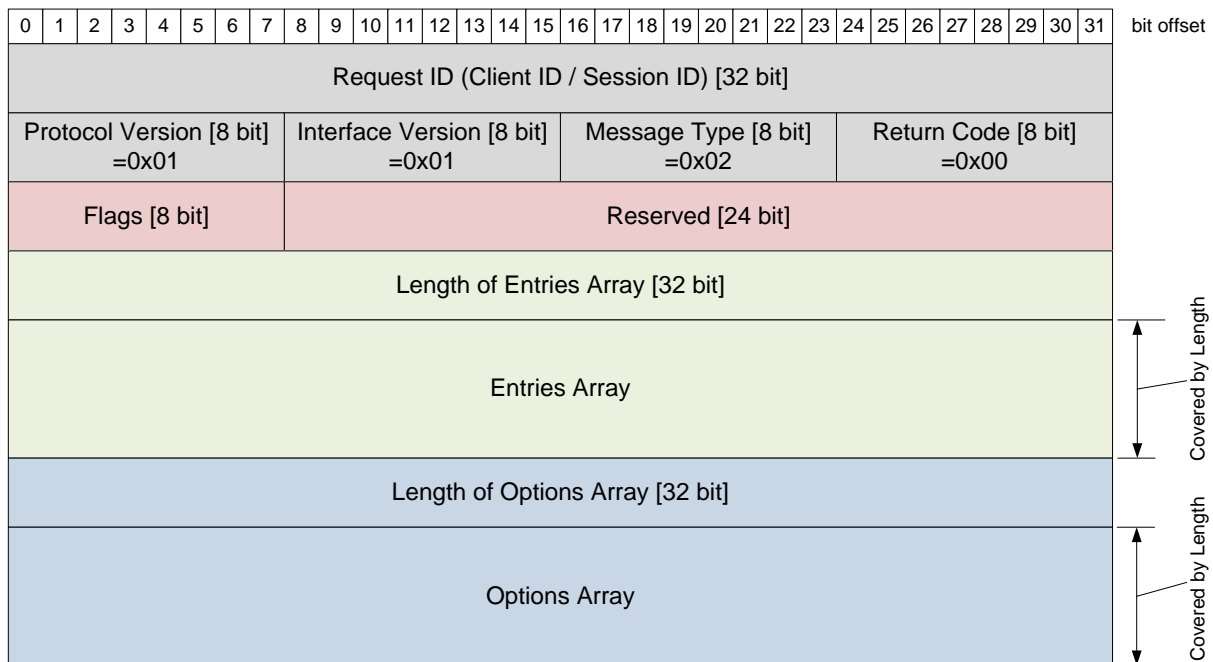 0 1 2 3 4 5 6 7 8 9 10 11 12 13 14 15 16 17 18 19 20 21 22 23 24 25 26 27 28 29 30 31 bit offset
Request ID (Client ID / Session ID) [32 bit]
Protocol Version [8 bit]
=0x01
Interface Version [8 bit]
=0x01
Message Type [8 bit]
=0x02
Return Code [8 bit]
=0x00
Flags [8 bit]
Reserved [24 bit]
Length of Entries Array [32 bit]
Entries Array
Covered by Length
Length of Options Array [32 bit]
Options Array
Covered by Length